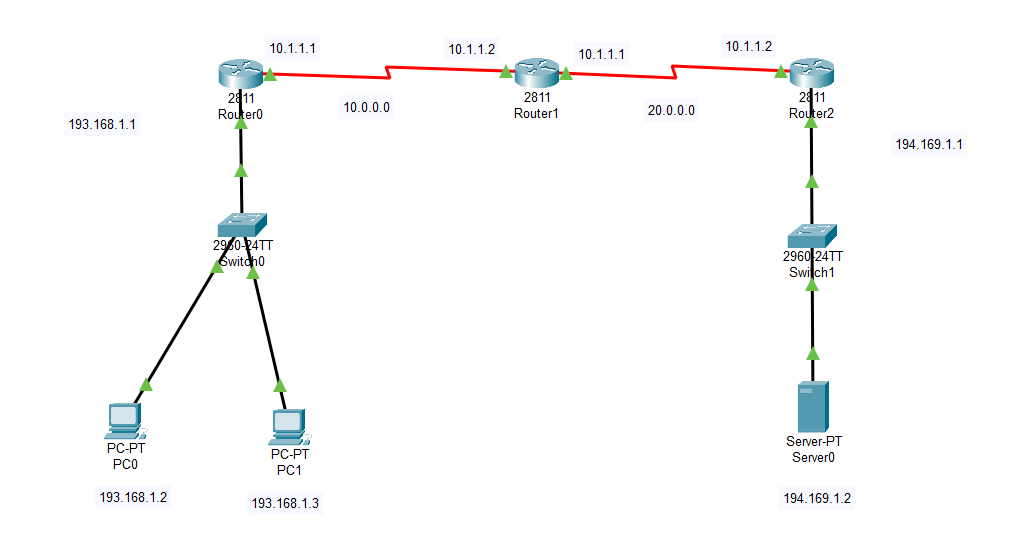 10.1.1.1
10.1.1.2
10.1.1.1
10.1.1.2
2811
Router0
10.0.0.0
2811
Router1
20.0.0.0
2811
Router2
193.168.1.1
194.169.1.1
2960-24TT
Switch0
2960-24TT
Switch1
PC-PT
PC0
PC-PT
PC1
Server-PT
Server0
193.168.1.2
193.168.1.3
194.169.1.2